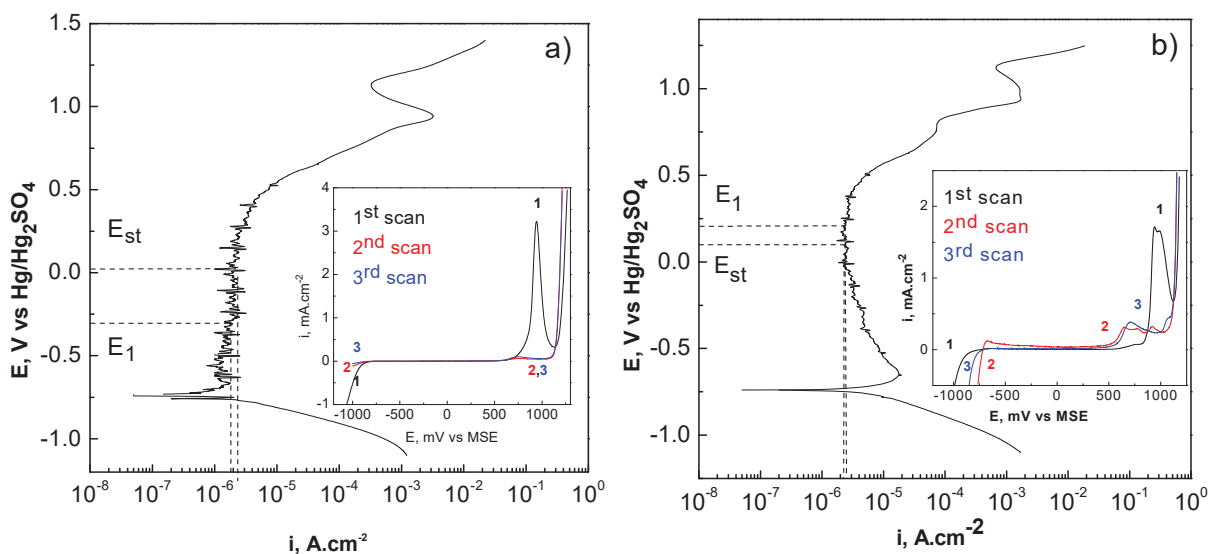 a)
E, V vs Hg/Hg2SO4
1.5
1.0
0.5
0.0
-0.5
-1.0
Est
E1
10-8 10-7 10-6 10-5 10-4 10-3 10-2 10-1 100
i, A.cm-2
4
3
2
1
0
-1
i, mA.cm-2
1st scan
2nd scan
3rd scan
1
3
2
1
2,3
-1000 -500 0 500 1000
E, mV vs MSE
b)
E, V vs Hg/Hg2SO4
1.0
0.5
0.0
-0.5
-1.0
E1
Est
10-8 10-7 10-6 10-5 10-4 10-3 10-2 10-1 100
i, A.cm-2
2
1
0
i, mA.cm-2
1st scan
2nd scan
3rd scan
1
3
2
1
3
2
-1000 -500 0 500 1000
E, mV vs MSE